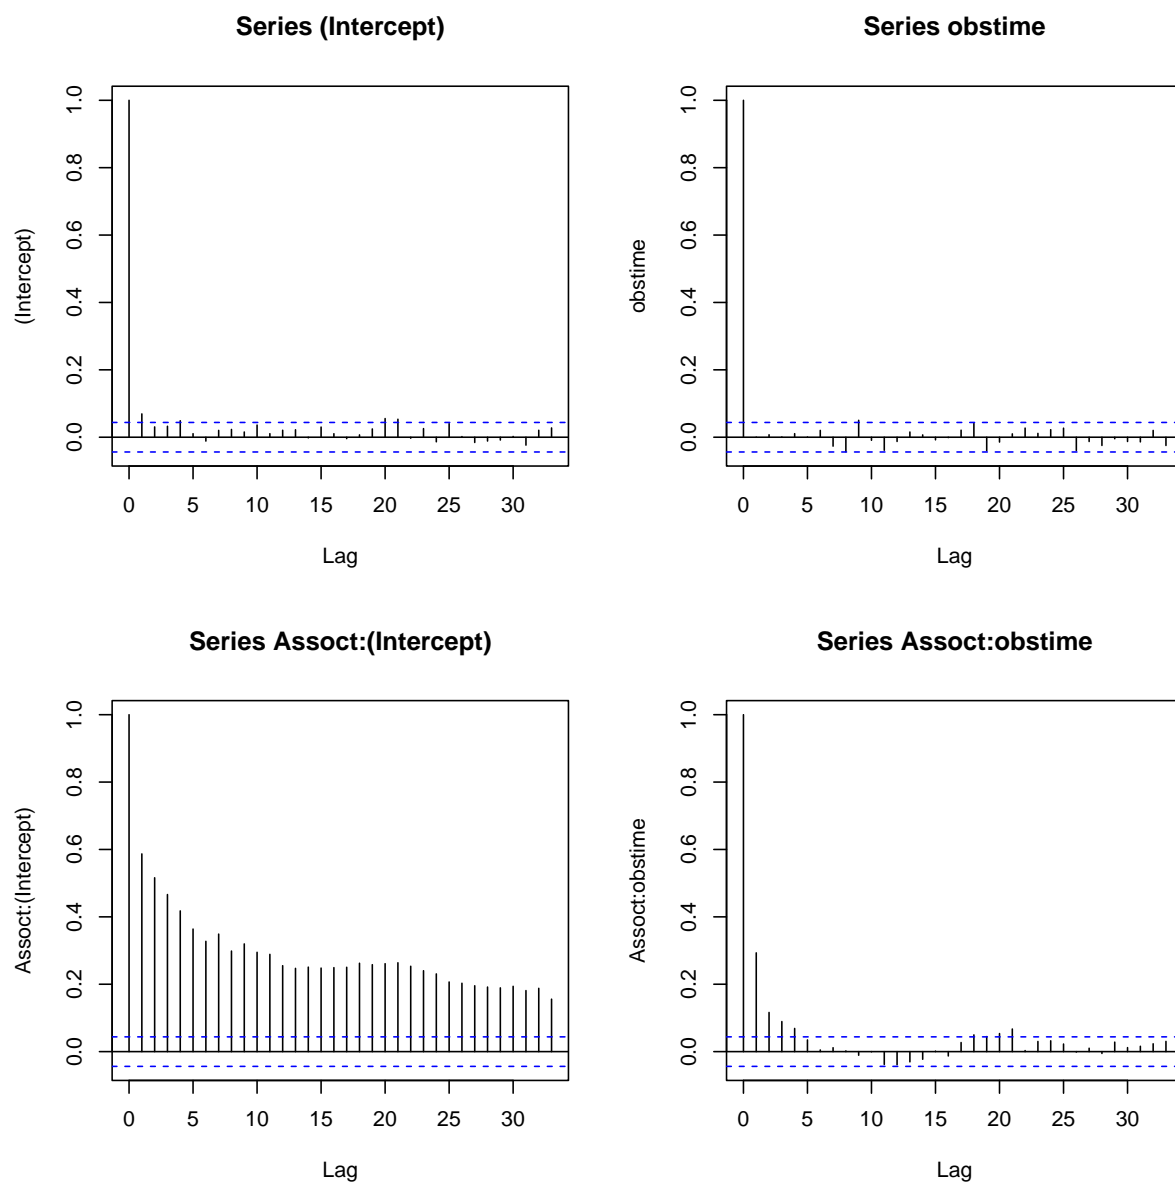 Series (Intercept)
(Intercept)
0.0 0.2 0.4 0.6 0.8 1.0
0 5 10 15 20 25 30
Lag
Series obstime
obstime
0.0 0.2 0.4 0.6 0.8 1.0
0 5 10 15 20 25 30
Lag
Series Assoct:(Intercept)
Assoct:(Intercept)
0.0 0.2 0.4 0.6 0.8 1.0
0 5 10 15 20 25 30
Lag
Series Assoct:obstime
Assoct:obstime
0.0 0.2 0.4 0.6 0.8 1.0
0 5 10 15 20 25 30
Lag